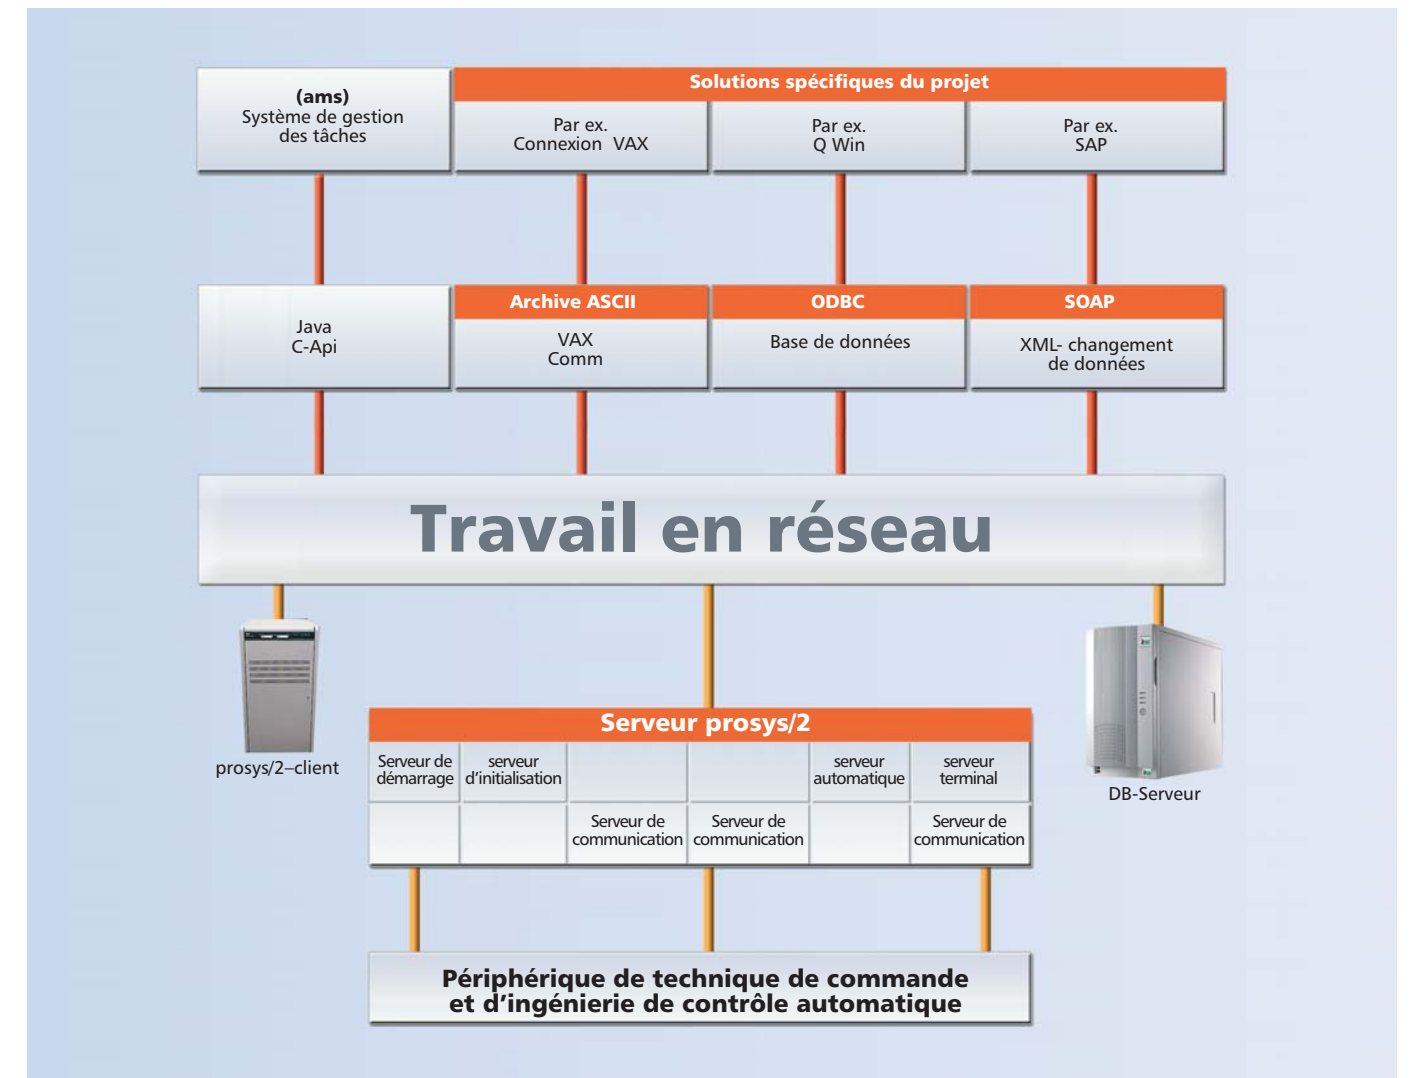 (ams)
Système de gestion
des tâches
Solutions spécifiques du projet
Par ex.
Connexion VAX
Par ex.
Q Win
Par ex.
SAP
Java
C-Api
Archive ASCII
VAX
Comm
ODBC
Base de données
SOAP
XML- changement
de données
Travail en réseau
prosys/2–client
DB-Serveur
Serveur prosys/2
Serveur de
démarrage
serveur
d’initialisation
serveur
automatique
serveur
terminal
Serveur de
communication
Serveur de
communication
Serveur de
communication
Périphérique de technique de commande
et d’ingénierie de contrôle automatique